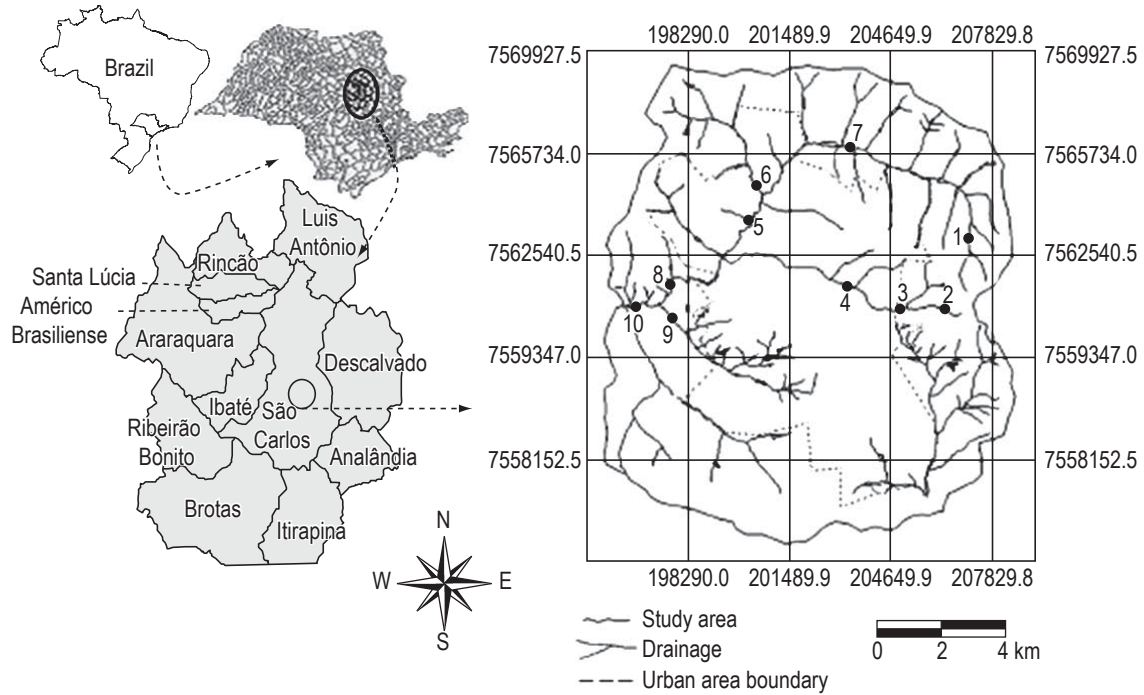 Brazil
Luis
Antônio
Rincão
Santa Lúcia
Américo
Brasiliense
Araraquara
Descalvado
Ibaté
São
Carlos
Ribeirão
Bonito
Analândia
Brotas
Itirapina
N
W
E
S
198290.0 201489.9 204649.9 207829.8
7569927.5
7569927.5
7565734.0
7565734.0
7562540.5
7562540.5
7559347.0
7559347.0
7558152.5
7558152.5
7
6
5
1
8
4
3
2
10
9
198290.0 201489.9 204649.9 207829.8
Study area
Drainage
Urban area boundary
0 2 4 km